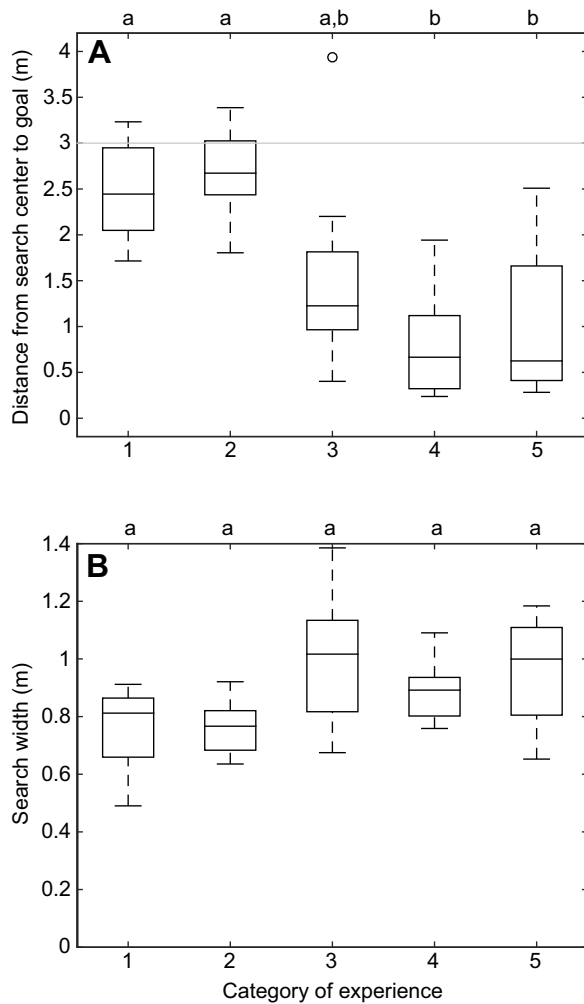 a a a,b b b
A
Distance from search center to goal (m)
4
3.5
3
2.5
2
1.5
1
0.5
0
1 2 3 4 5
a a a a a
B
Search width (m)
1.4
1.2
1
0.8
0.6
0.4
0.2
0
1 2 3 4 5
Category of experience